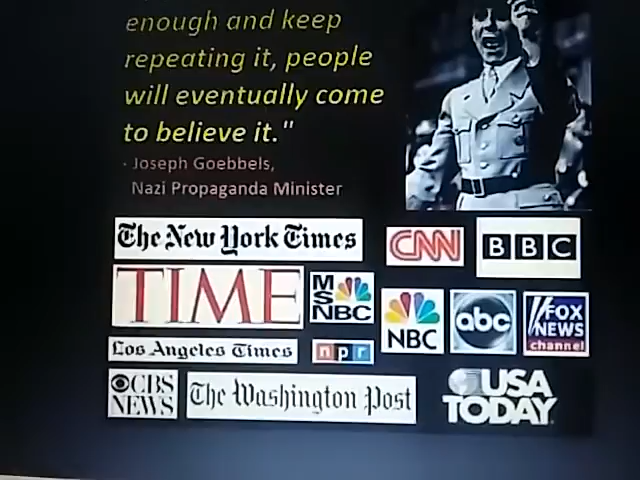 enough and keep
repeating it, people
will eventually come
to believe it."
- Joseph Goebbels,
Nazi Propaganda Minister
The New York Times
CNN
BBC
TIME
MSNBC
NBC
abc
FOX
NEWS
channel
Los Angeles Times
npr
CBS
NEWS
The Washington Post
USA
TODAY